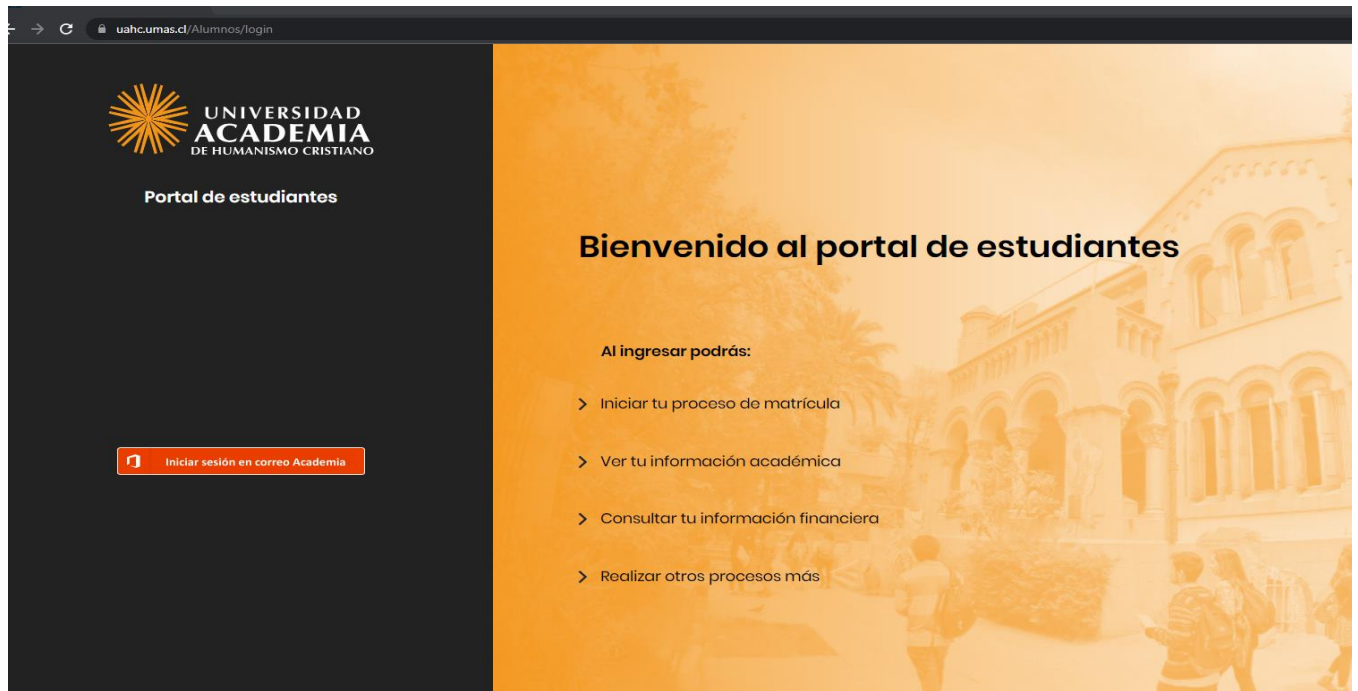 uahc.umas.cl/Alumnos/login
UNIVERSIDAD
ACADEMIA
DE HUMANISMO CRISTIANO
Portal de estudiantes
Iniciar sesión en correo Academia
Bienvenido al portal de estudiantes
Al ingresar podrás:
Iniciar tu proceso de matrícula
Ver tu información académica
Consultar tu información financiera
Realizar otros procesos más